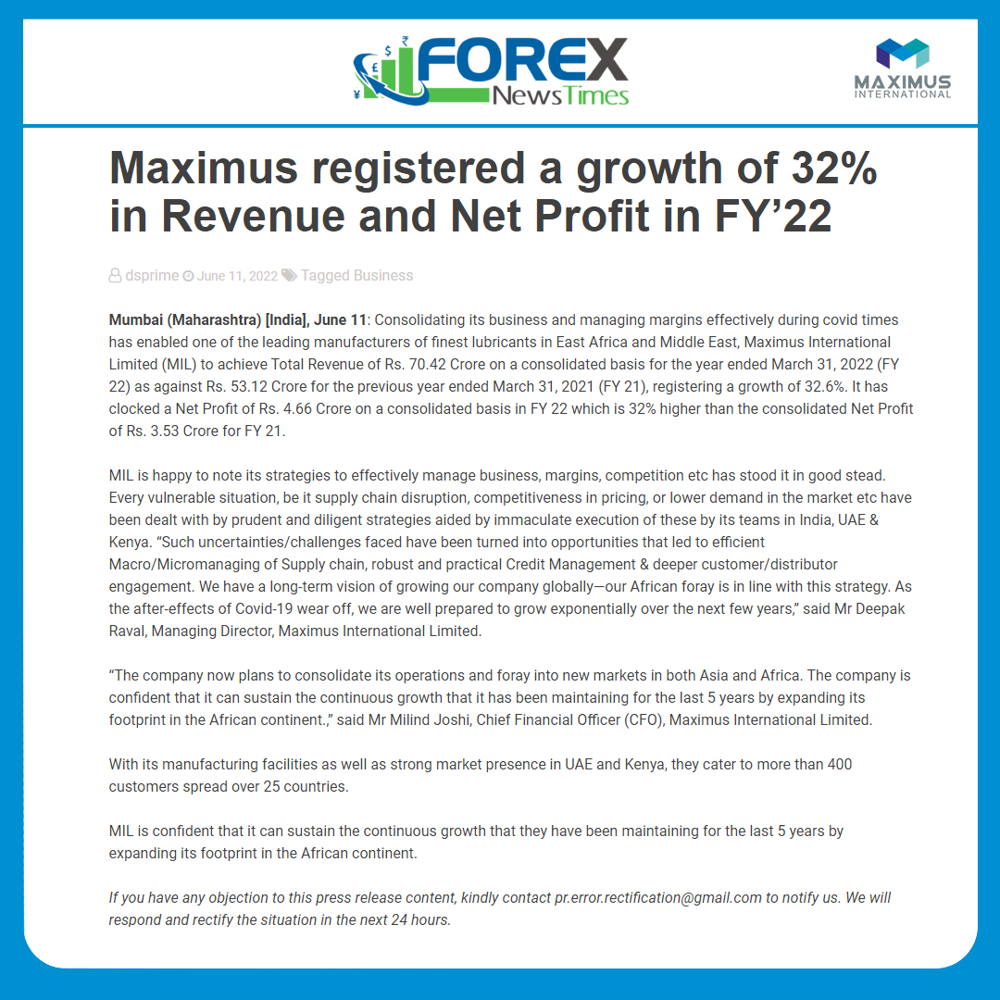 ¥ £ $ ₹
FOREX
NewsTimes
MAXIMUS
INTERNATIONAL
Maximus registered a growth of 32%
in Revenue and Net Profit in FY’22
dsprime June 11, 2022 Tagged Business
Mumbai (Maharashtra) [India], June 11: Consolidating its business and managing margins effectively during covid times
has enabled one of the leading manufacturers of finest lubricants in East Africa and Middle East, Maximus International
Limited (MIL) to achieve Total Revenue of Rs. 70.42 Crore on a consolidated basis for the year ended March 31, 2022 (FY
22) as against Rs. 53.12 Crore for the previous year ended March 31, 2021 (FY 21), registering a growth of 32.6%. It has
clocked a Net Profit of Rs. 4.66 Crore on a consolidated basis in FY 22 which is 32% higher than the consolidated Net Profit
of Rs. 3.53 Crore for FY 21.
MIL is happy to note its strategies to effectively manage business, margins, competition etc has stood it in good stead.
Every vulnerable situation, be it supply chain disruption, competitiveness in pricing, or lower demand in the market etc have
been dealt with by prudent and diligent strategies aided by immaculate execution of these by its teams in India, UAE &
Kenya. “Such uncertainties/challenges faced have been turned into opportunities that led to efficient
Macro/Micromanaging of Supply chain, robust and practical Credit Management & deeper customer/distributor
engagement. We have a long-term vision of growing our company globally—our African foray is in line with this strategy. As
the after-effects of Covid-19 wear off, we are well prepared to grow exponentially over the next few years,” said Mr Deepak
Raval, Managing Director, Maximus International Limited.
“The company now plans to consolidate its operations and foray into new markets in both Asia and Africa. The company is
confident that it can sustain the continuous growth that it has been maintaining for the last 5 years by expanding its
footprint in the African continent.,” said Mr Milind Joshi, Chief Financial Officer (CFO), Maximus International Limited.
With its manufacturing facilities as well as strong market presence in UAE and Kenya, they cater to more than 400
customers spread over 25 countries.
MIL is confident that it can sustain the continuous growth that they have been maintaining for the last 5 years by
expanding its footprint in the African continent.
If you have any objection to this press release content, kindly contact pr.error.rectification@gmail.com to notify us. We will
respond and rectify the situation in the next 24 hours.